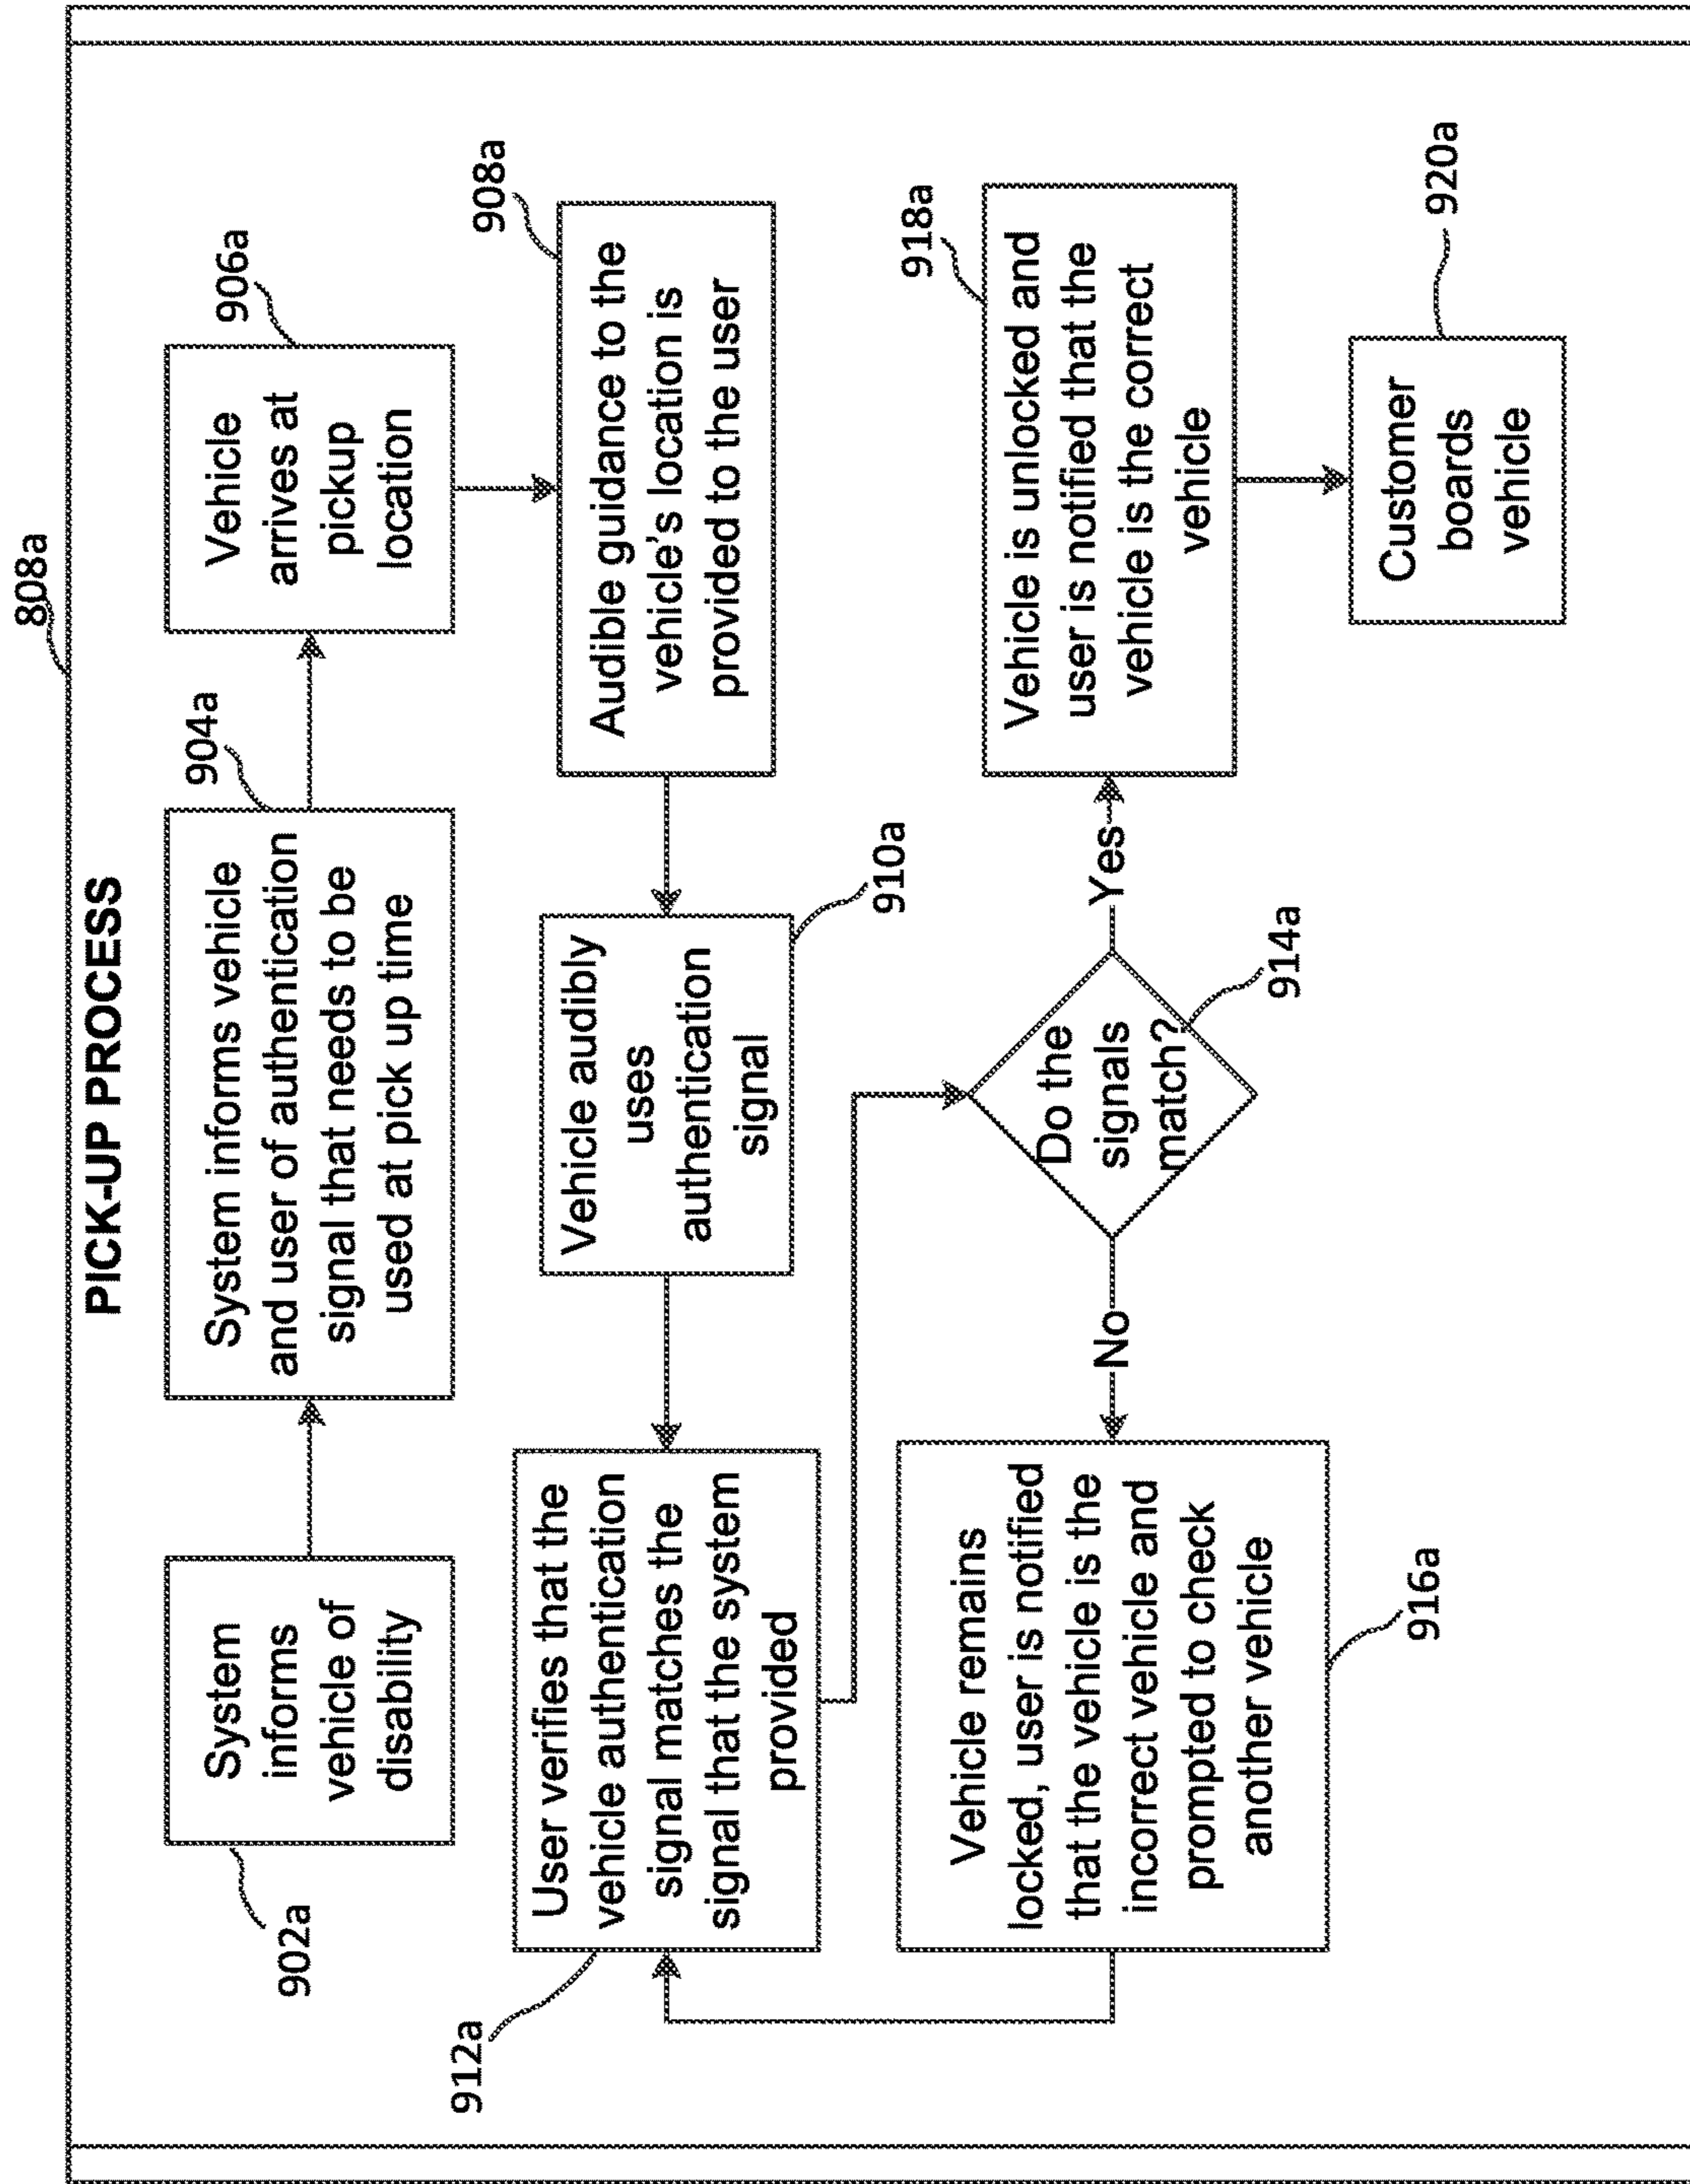 808a
PICK-UP PROCESS
902a
System
informs
vehicle of
disability
904a
System informs vehicle
and user of authentication
signal that needs to be
used at pick up time
906a
Vehicle
arrives at
pickup
location
908a
Audible guidance to the
vehicle's location is
provided to the user
910a
Vehicle audibly
uses
authentication
signal
912a
User verifies that the
vehicle authentication
signal matches the
signal that the system
provided
914a
Do the
signals
match?
No
Yes
916a
Vehicle remains
locked, user is notified
that the vehicle is the
incorrect vehicle and
prompted to check
another vehicle
918a
Vehicle is unlocked and
user is notified that the
vehicle is the correct
vehicle
920a
Customer
boards
vehicle